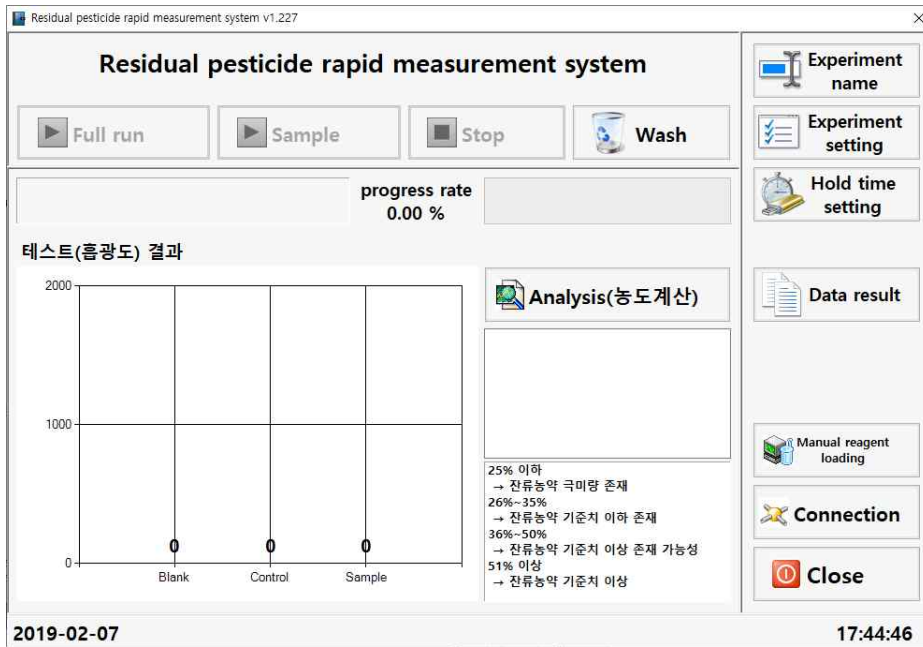 Residual pesticide rapid measurement system v1.227
Residual pesticide rapid measurement system
Full run
Sample
Stop
Wash
progress rate
0.00 %
테스트(흡광도) 결과
2000
1000
0
0
0
0
Blank
Control
Sample
Analysis(농도계산)
25% 이하
→ 잔류농약 극미량 존재
26%~35%
→ 잔류농약 기준치 이하 존재
36%~50%
→ 잔류농약 기준치 이상 존재 가능성
51% 이상
→ 잔류농약 기준치 이상
Experiment
name
Experiment
setting
Hold time
setting
Data result
Manual reagent
loading
Connection
Close
2019-02-07
17:44:46